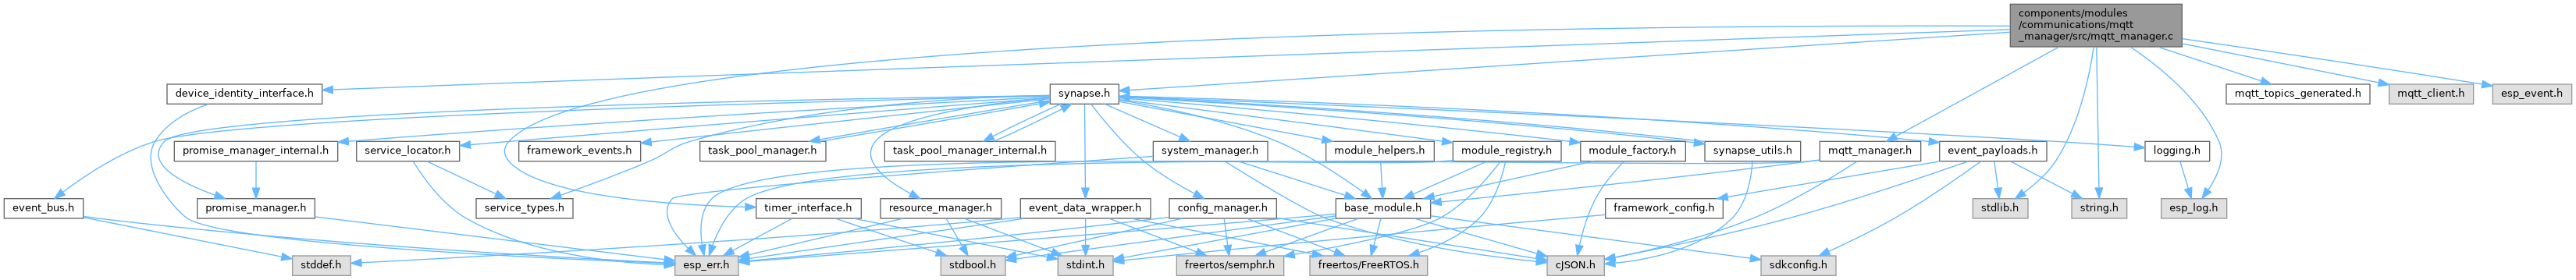 components/modules
/communications/mqtt
_manager/src/mqtt_manager.c
device_identity_interface.h
synapse.h
mqtt_topics_generated.h
mqtt_client.h
esp_event.h
promise_manager_internal.h
service_locator.h
framework_events.h
task_pool_manager.h
task_pool_manager_internal.h
system_manager.h
module_helpers.h
module_registry.h
module_factory.h
synapse_utils.h
mqtt_manager.h
event_payloads.h
logging.h
event_bus.h
promise_manager.h
service_types.h
timer_interface.h
resource_manager.h
event_data_wrapper.h
config_manager.h
base_module.h
framework_config.h
stdlib.h
string.h
esp_log.h
stddef.h
esp_err.h
stdbool.h
stdint.h
freertos/semphr.h
freertos/FreeRTOS.h
cJSON.h
sdkconfig.h